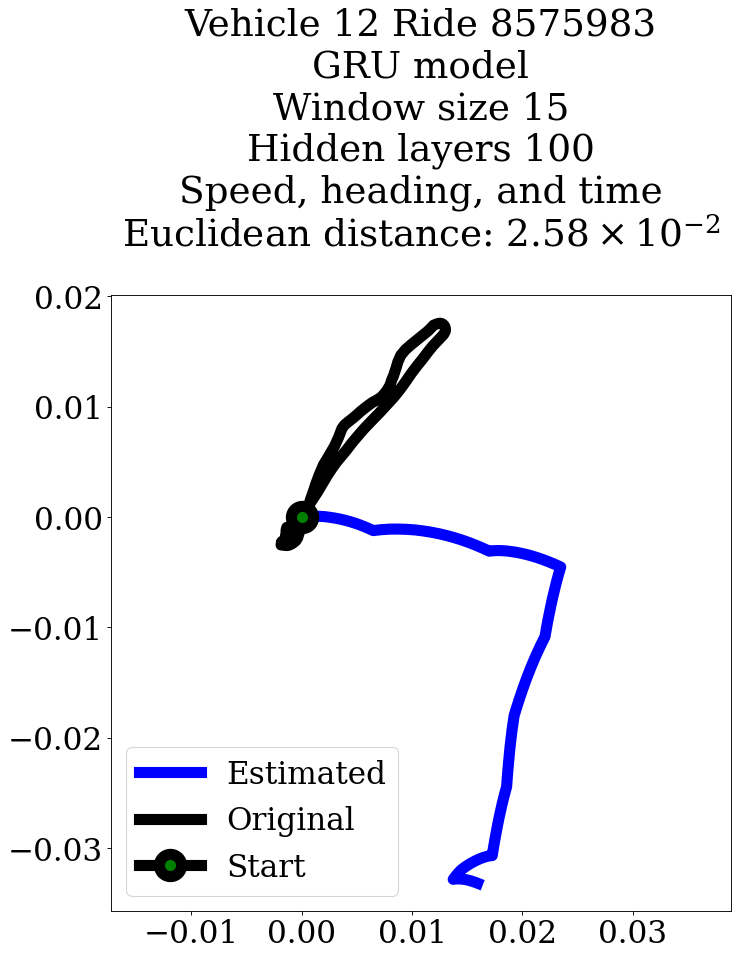 Vehicle 12 Ride 8575983
GRU model
Window size 15
Hidden layers 100
Speed, heading, and time
Euclidean distance: 2.58 × 10⁻²
0.02
0.01
0.00
−0.01
−0.02
−0.03
Estimated
Original
Start
−0.01 0.00 0.01 0.02 0.03